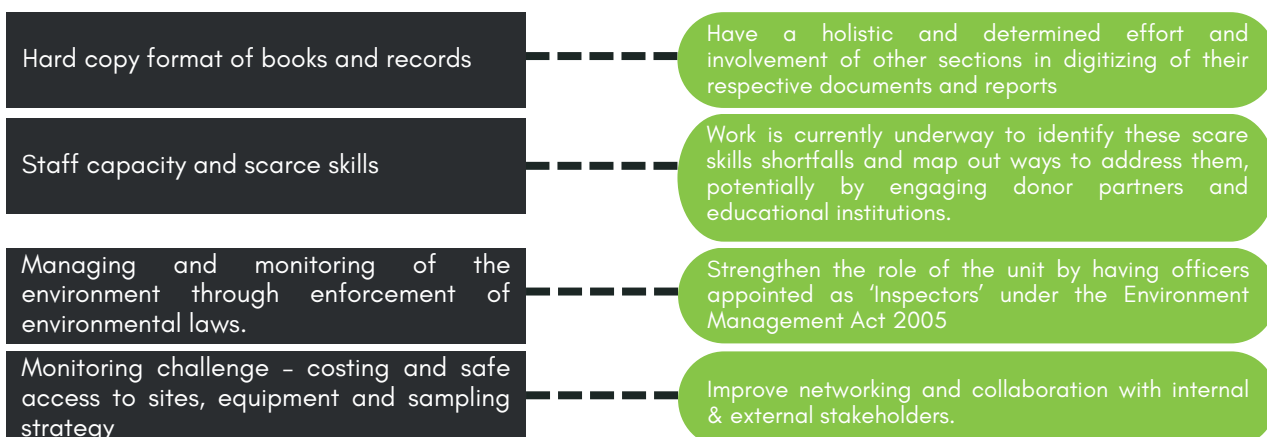 Hard copy format of books and records
Have a holistic and determined effort and
involvement of other sections in digitizing of their
respective documents and reports
Staff capacity and scarce skills
Work is currently underway to identify these scare
skills shortfalls and map out ways to address them,
potentially by engaging donor partners and
educational institutions.
Managing and monitoring of the
environment through enforcement of
environmental laws.
Strengthen the role of the unit by having officers
appointed as ‘Inspectors’ under the Environment
Management Act 2005
Monitoring challenge – costing and safe
access to sites, equipment and sampling
strategy
Improve networking and collaboration with internal
& external stakeholders.